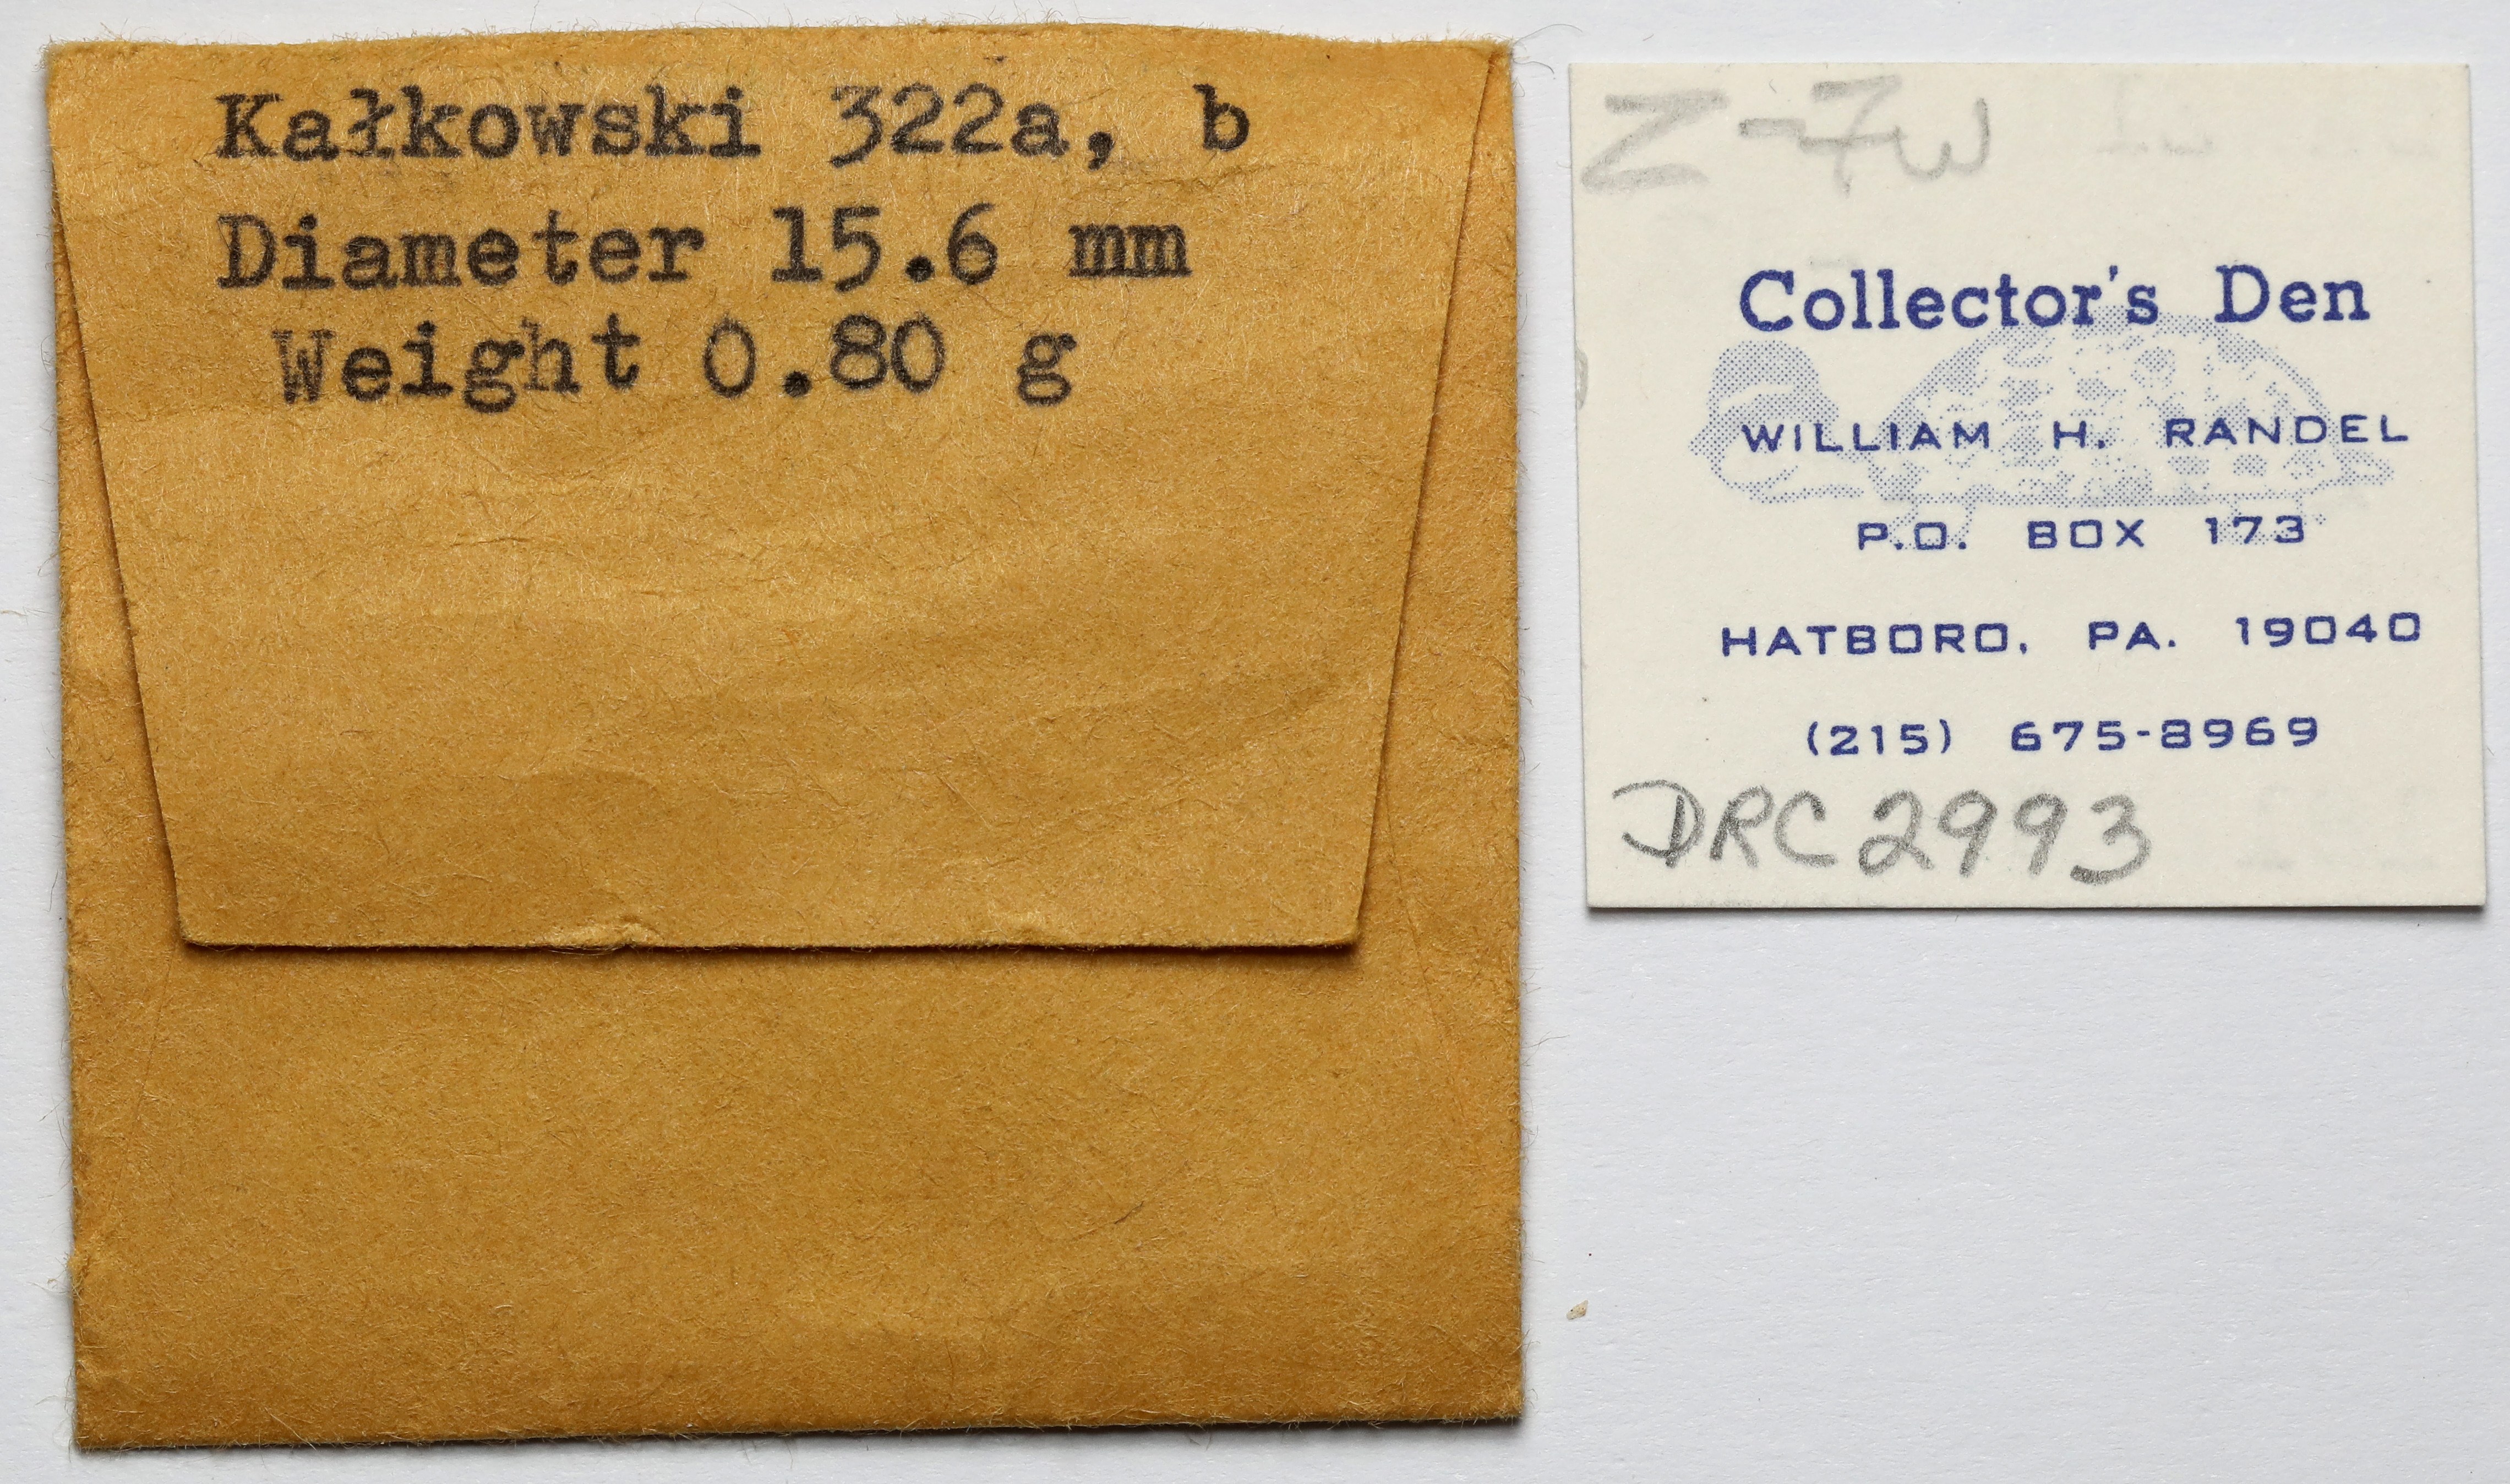 Kałkowski 322a, b
Diameter 15.6 mm
Weight 0.80 g
Z-7w
Collector's Den
WILLIAM H. RANDEL
P.O. BOX 173
HATBORO, PA. 19040
(215) 675-8969
DRC2993